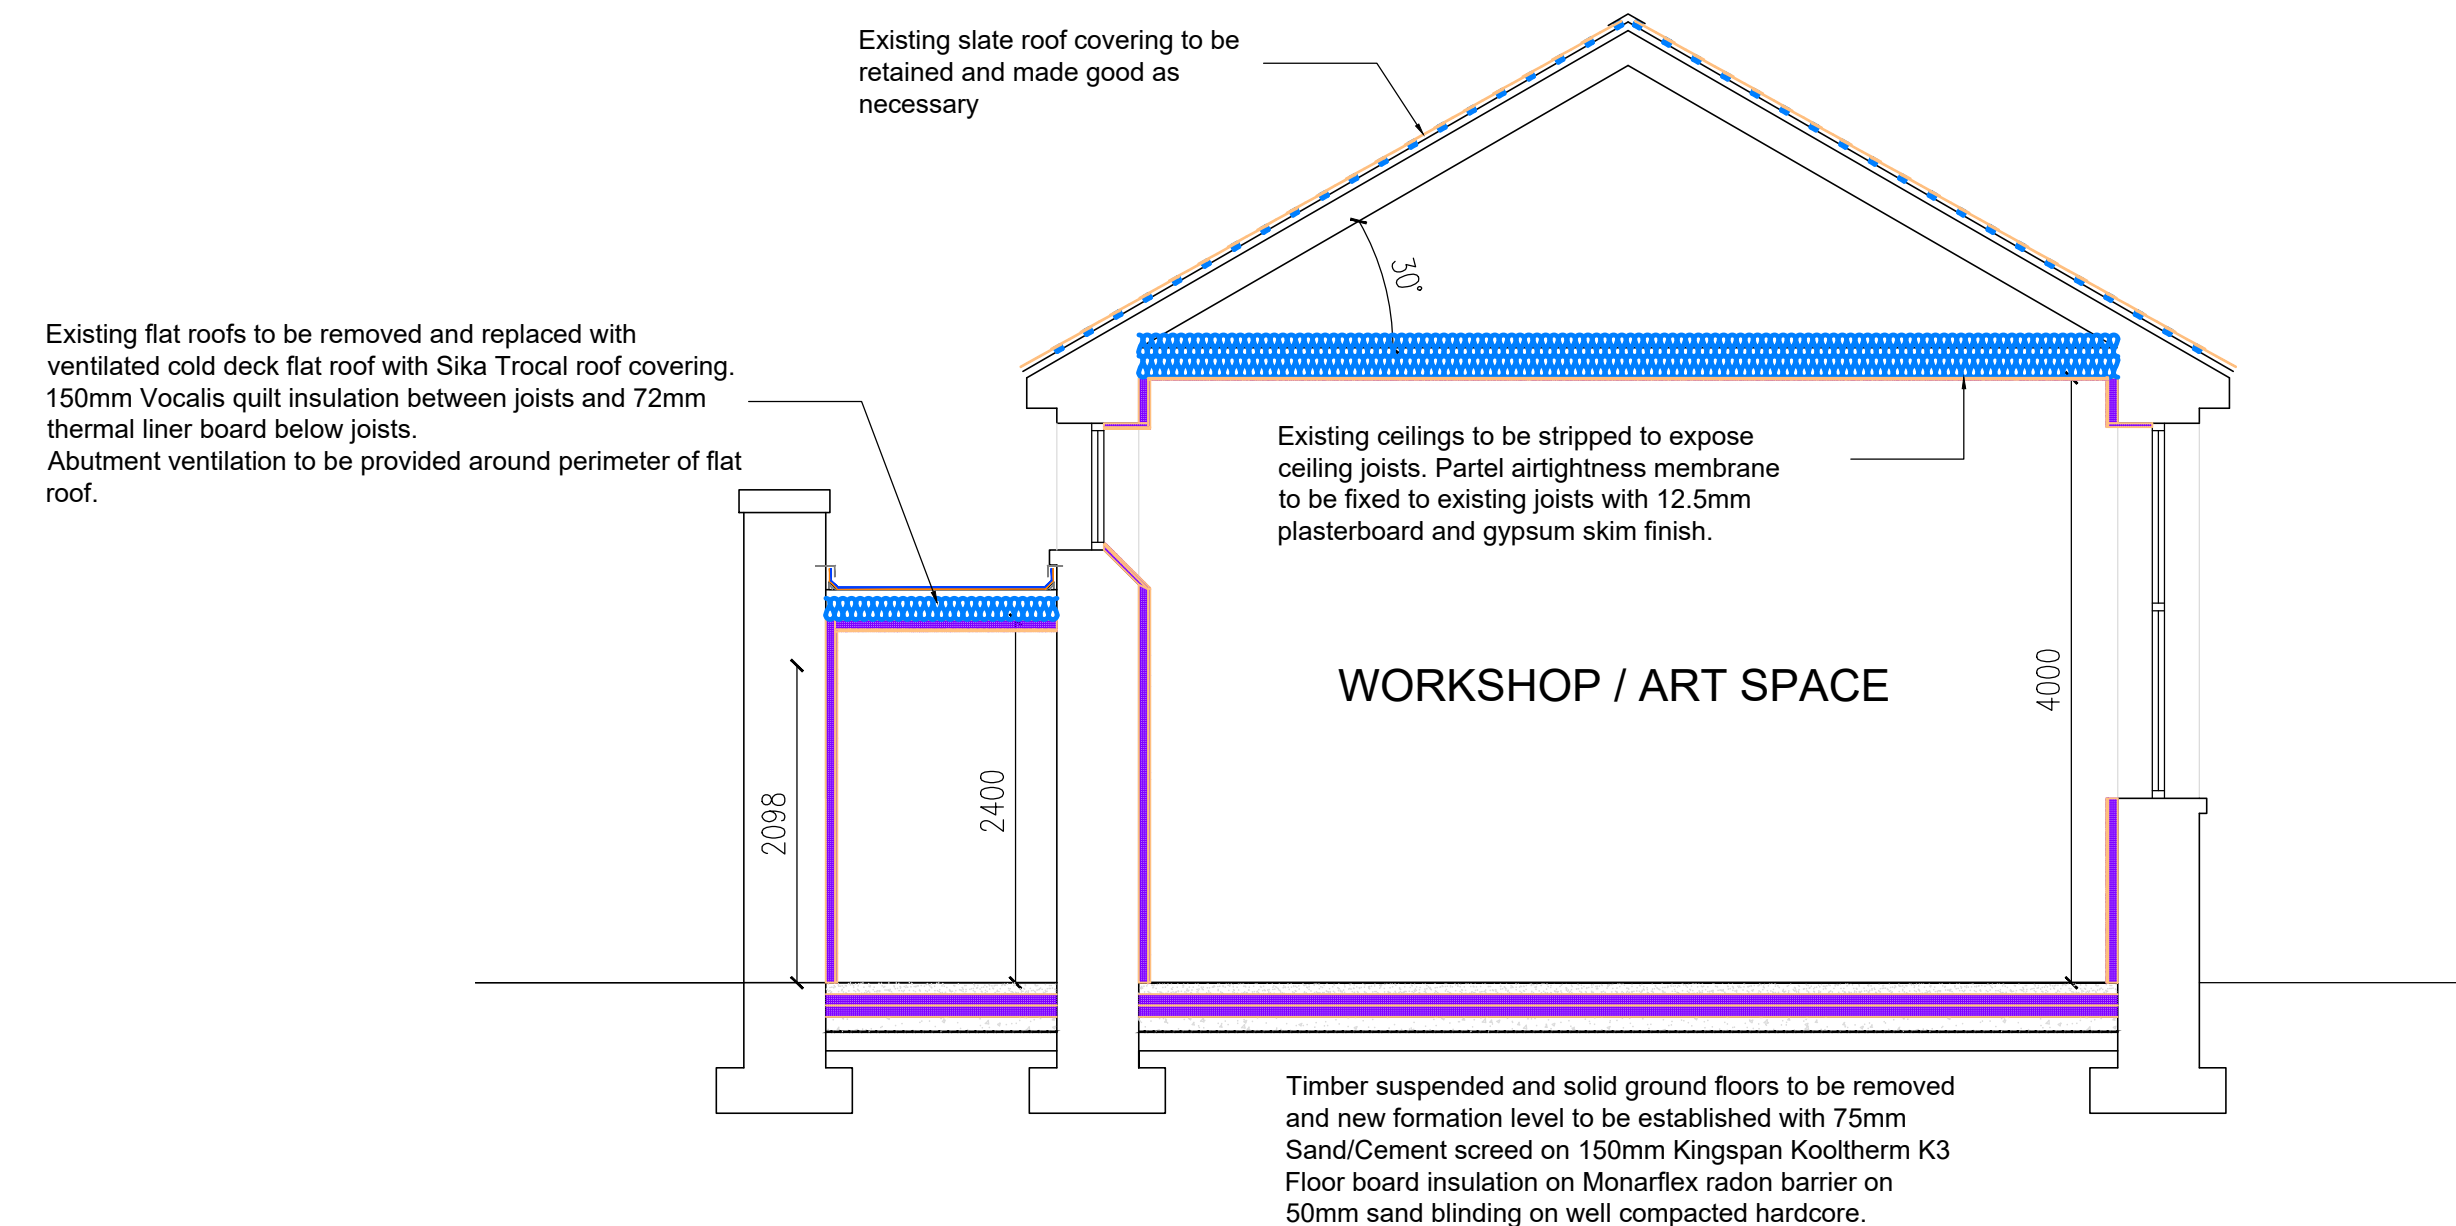 Existing slate roof covering to be
retained and made good as
necessary
30°
Existing flat roofs to be removed and replaced with
ventilated cold deck flat roof with Sika Trocal roof covering.
150mm Vocalis quilt insulation between joists and 72mm
thermal liner board below joists.
Abutment ventilation to be provided around perimeter of flat
roof.
Existing ceilings to be stripped to expose
ceiling joists. Partel airtightness membrane
to be fixed to existing joists with 12.5mm
plasterboard and gypsum skim finish.
WORKSHOP / ART SPACE
4000
2098
2400
Timber suspended and solid ground floors to be removed
and new formation level to be established with 75mm
Sand/Cement screed on 150mm Kingspan Kooltherm K3
Floor board insulation on Monarflex radon barrier on
50mm sand blinding on well compacted hardcore.